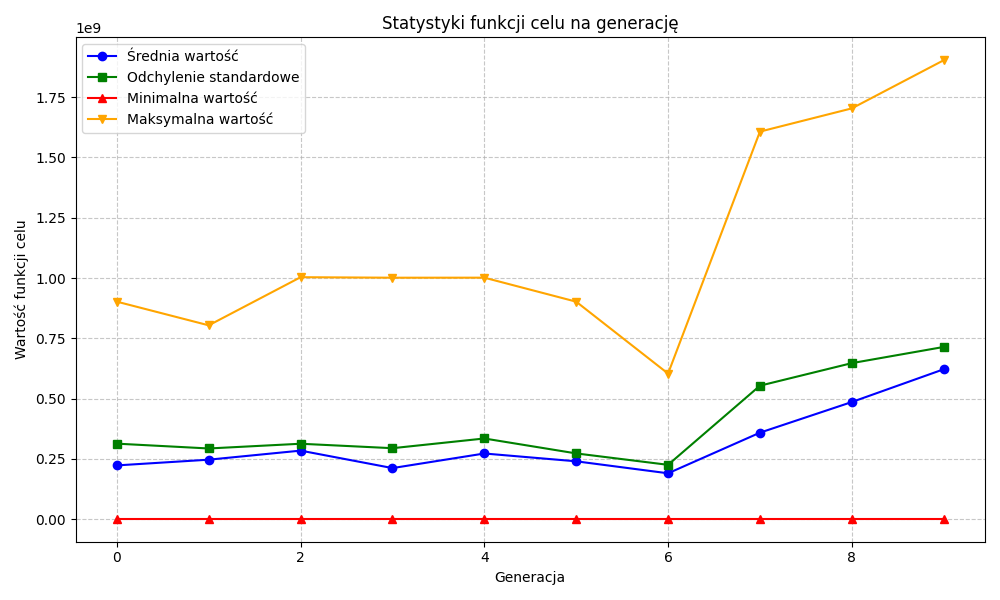 Statystyki funkcji celu na generację
1e9
Średnia wartość
Odchylenie standardowe
Minimalna wartość
Maksymalna wartość
1.75
1.50
1.25
1.00
0.75
0.50
0.25
0.00
Wartość funkcji celu
0 2 4 6 8
Generacja